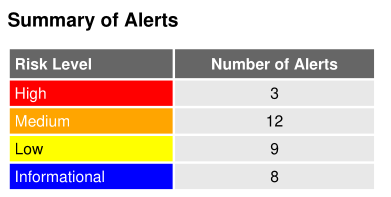 Summary of Alerts
Risk Level Number of Alerts
High 3
Medium 12
Low 9
Informational 8